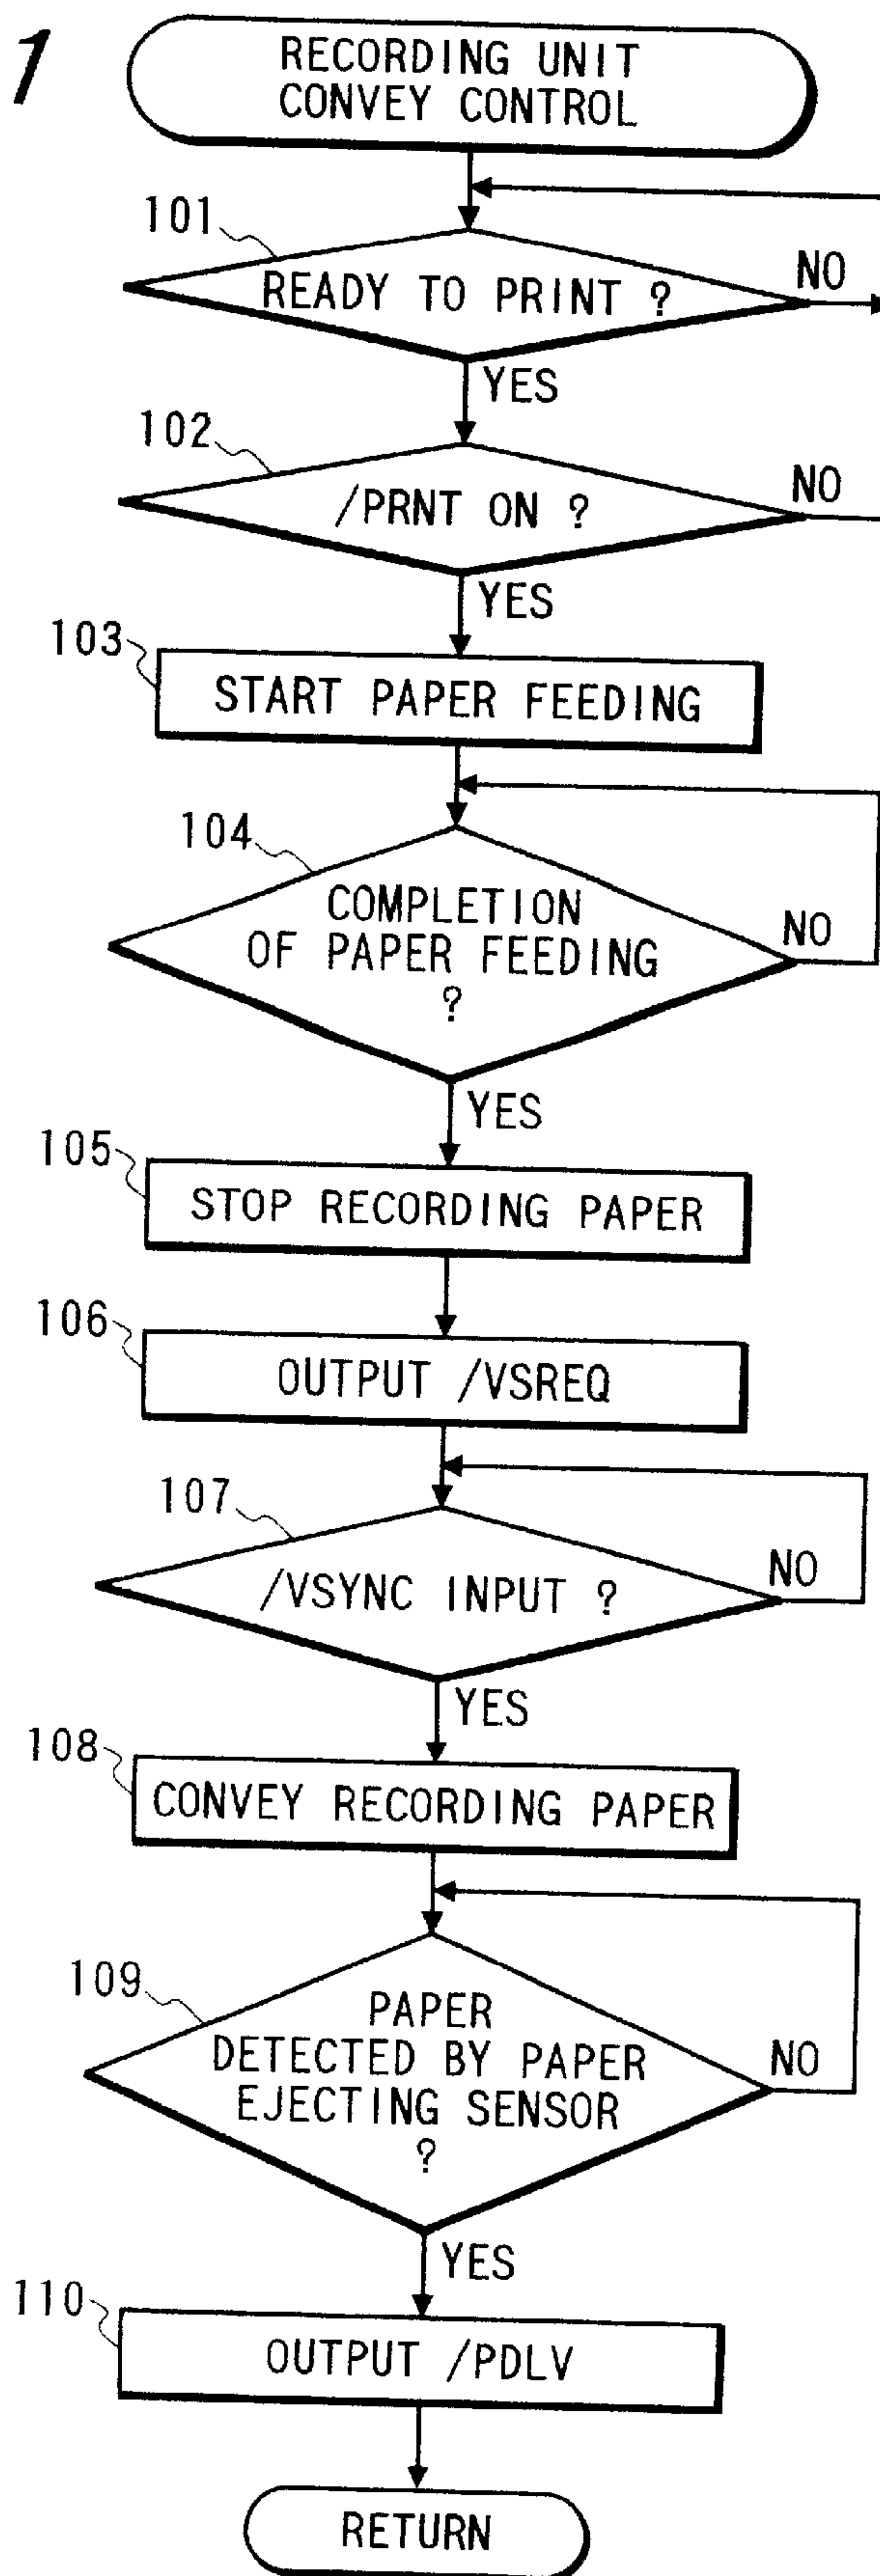 1
RECORDING UNIT
CONVEY CONTROL
101
READY TO PRINT ?
NO
YES
102
/PRNT ON ?
NO
YES
103
START PAPER FEEDING
104
COMPLETION
OF PAPER FEEDING
?
NO
YES
105
STOP RECORDING PAPER
106
OUTPUT /VSREQ
107
/VSYNC INPUT ?
NO
YES
108
CONVEY RECORDING PAPER
109
PAPER
DETECTED BY PAPER
EJECTING SENSOR
?
NO
YES
110
OUTPUT /PDLV
RETURN